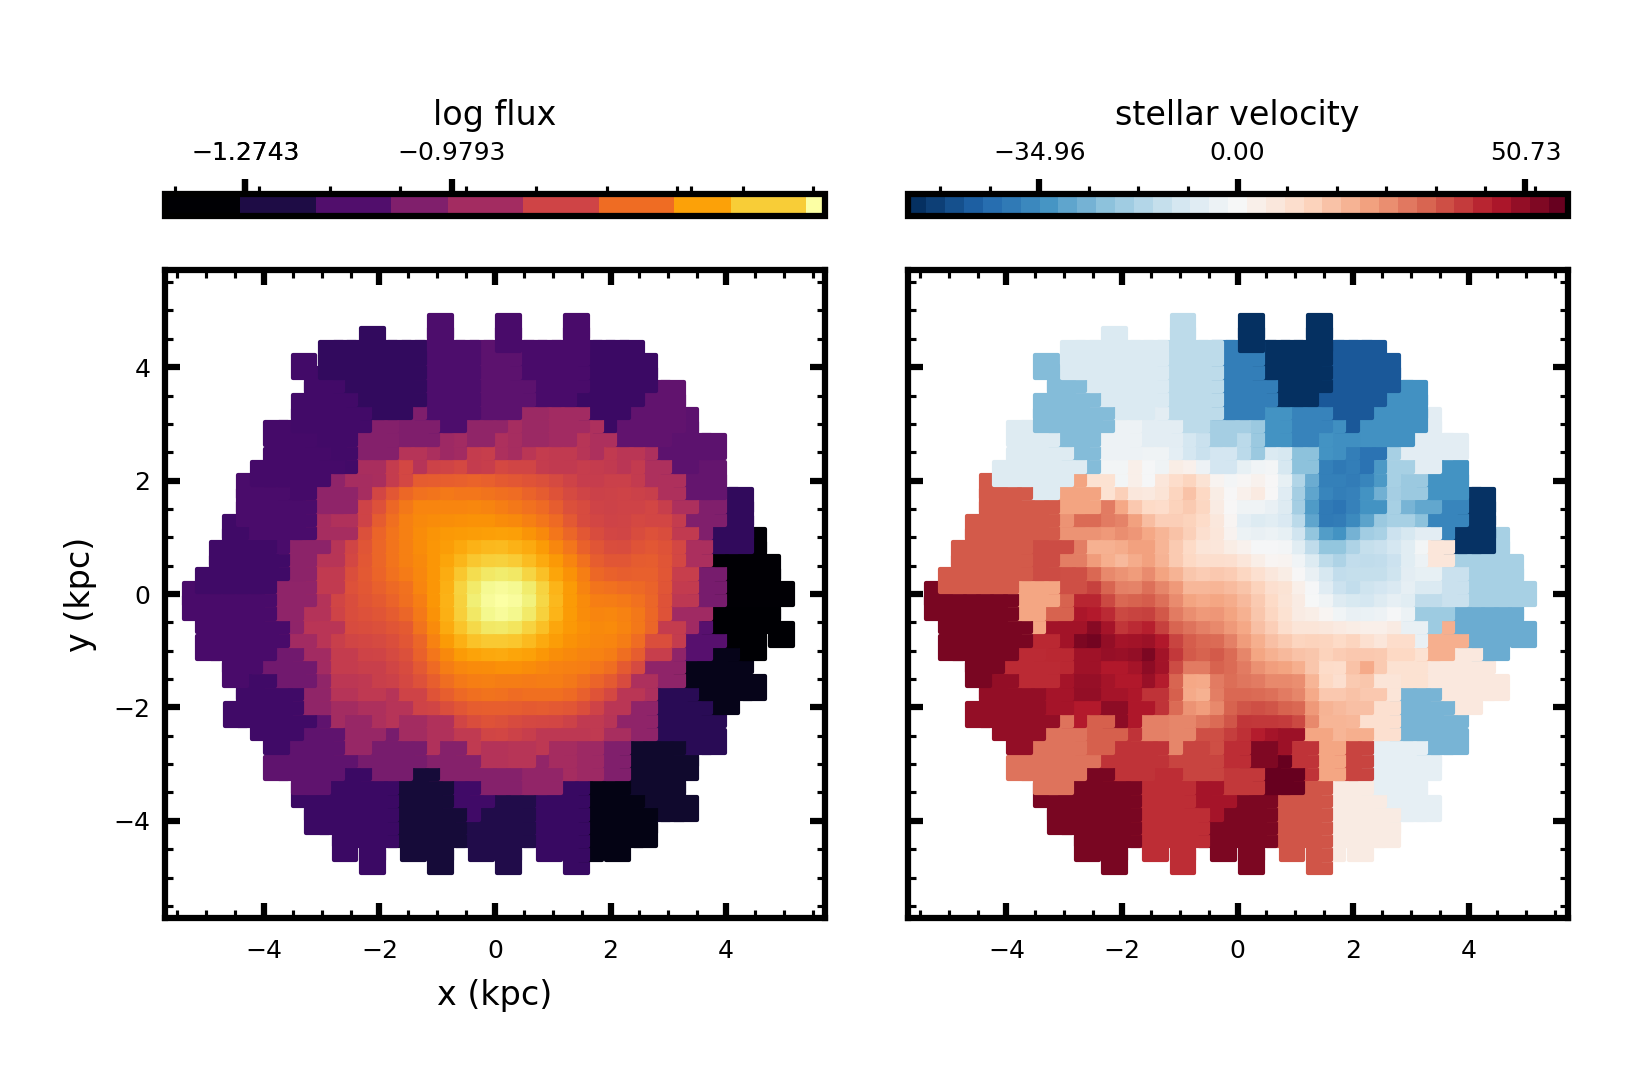 log flux
stellar velocity
−1.2743 −0.9793
−34.96 0.00 50.73
y (kpc)
4
2
0
−2
−4
−4 −2 0 2 4
−4 −2 0 2 4
x (kpc)